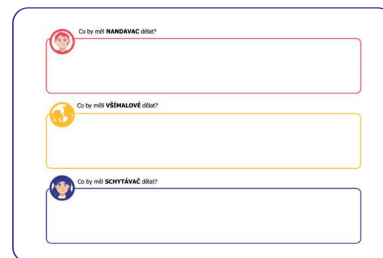 Co by měl NANDAVAC dělat?
Co by měli VŠÍMALOVÉ dělat?
Co by měl SCHYTÁVAČ dělat?